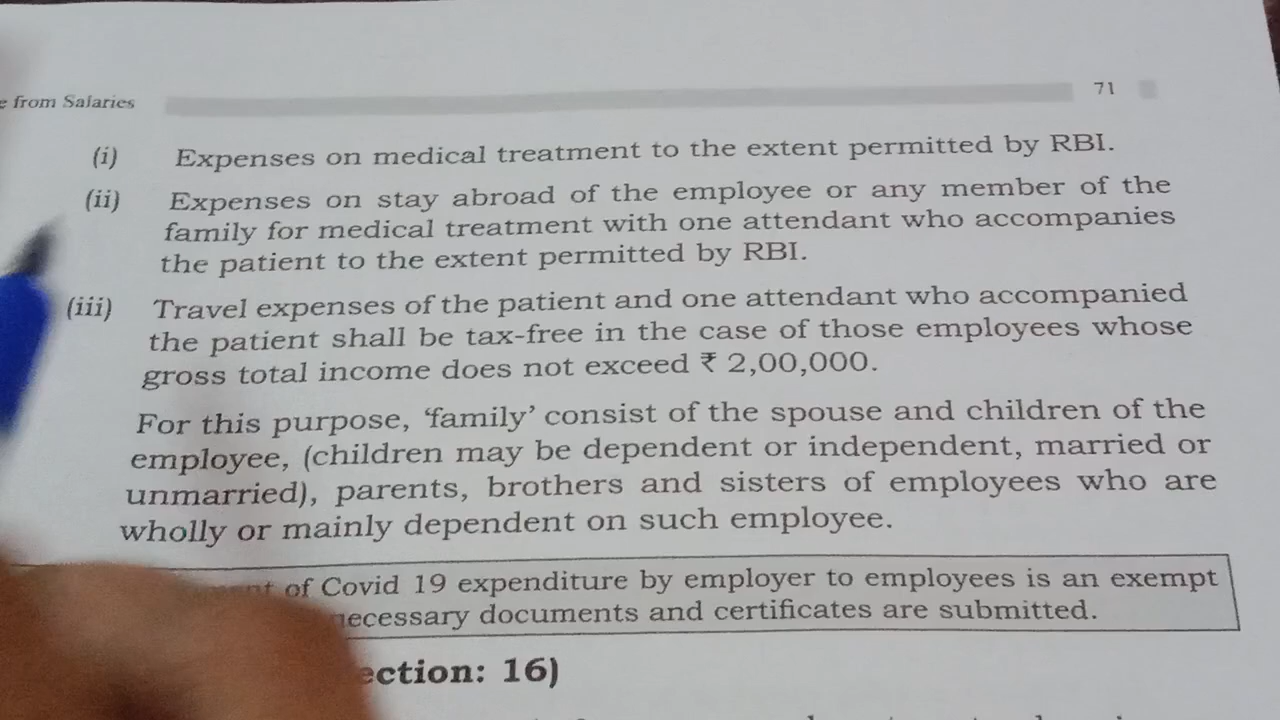 from Salaries
71
(i) Expenses on medical treatment to the extent permitted by RBI.
(ii) Expenses on stay abroad of the employee or any member of the
family for medical treatment with one attendant who accompanies
the patient to the extent permitted by RBI.
(iii) Travel expenses of the patient and one attendant who accompanied
the patient shall be tax-free in the case of those employees whose
gross total income does not exceed ₹ 2,00,000.
For this purpose, ‘family’ consist of the spouse and children of the
employee, (children may be dependent or independent, married or
unmarried), parents, brothers and sisters of employees who are
wholly or mainly dependent on such employee.
of Covid 19 expenditure by employer to employees is an exempt
necessary documents and certificates are submitted.
ection: 16)